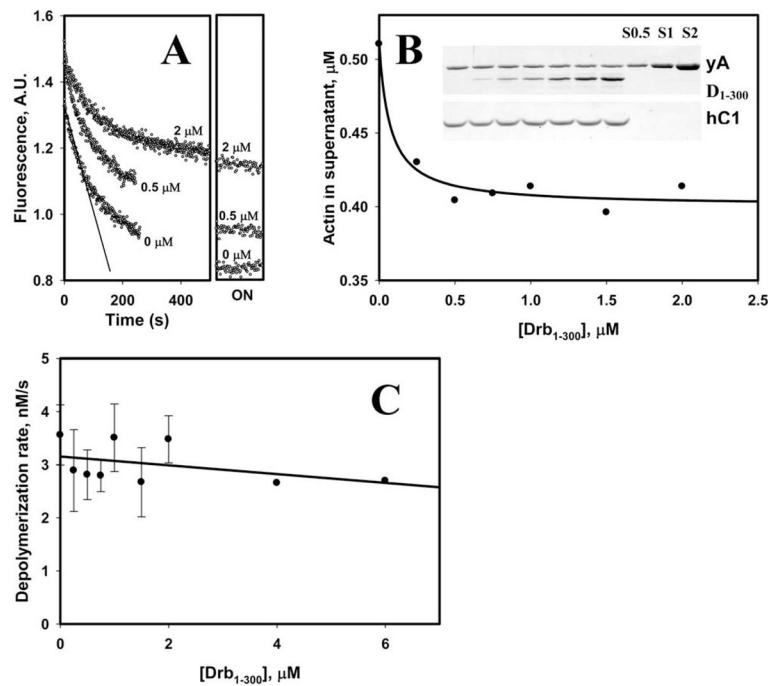 A
Fluorescence, A.U.
1.6
1.4
1.2
1.0
0.8
2 μM
0.5 μM
0 μM
0 200 400
Time (s)
2 μM
0.5 μM
0 μM
ON
B
Actin in supernatant, μM
0.50
0.45
0.40
0.35
S0.5 S1 S2
yA
D1-300
hC1
0.0 0.5 1.0 1.5 2.0 2.5
[Drb1-300], μM
C
Depolymerization rate, nM/s
5
4
3
2
1
0
0 2 4 6
[Drb1-300], μM